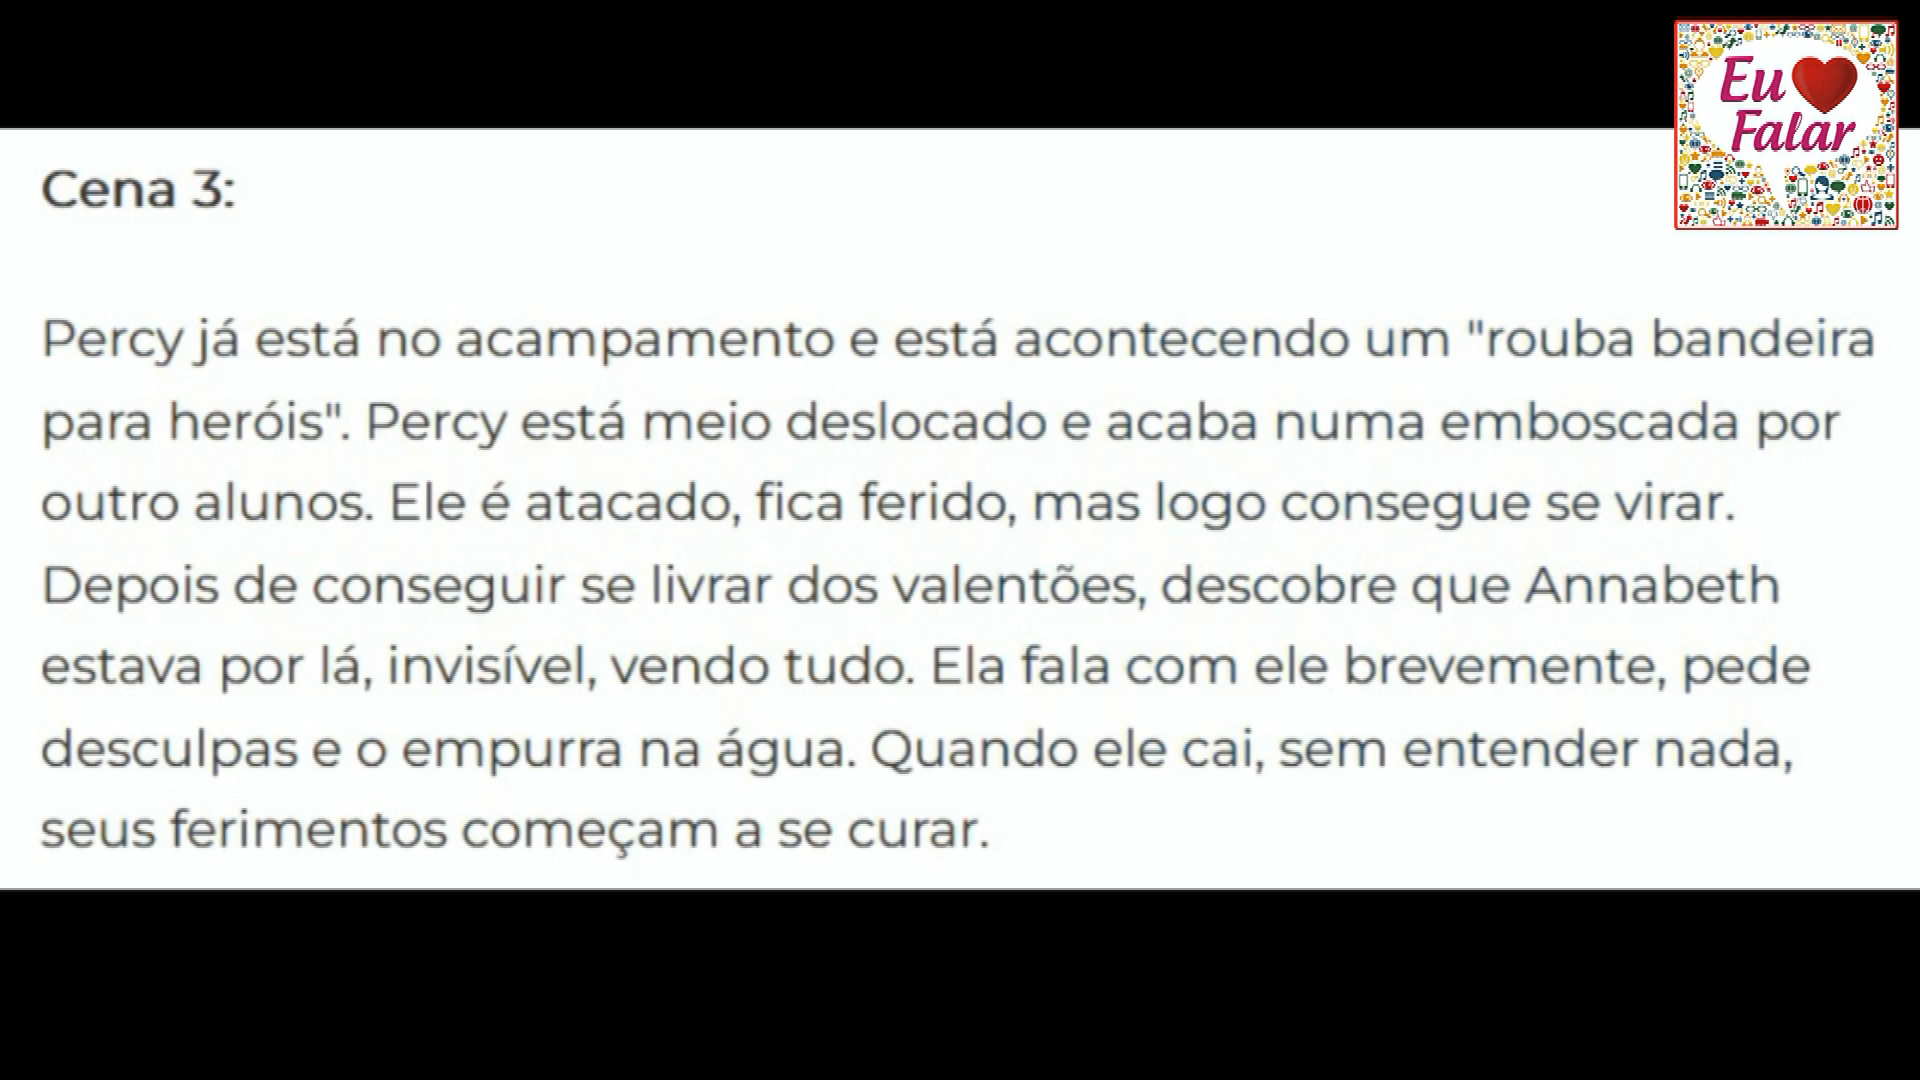 Eu
Falar
Cena 3:
Percy já está no acampamento e está acontecendo um "rouba bandeira
para heróis". Percy está meio deslocado e acaba numa emboscada por
outro alunos. Ele é atacado, fica ferido, mas logo consegue se virar.
Depois de conseguir se livrar dos valentões, descobre que Annabeth
estava por lá, invisível, vendo tudo. Ela fala com ele brevemente, pede
desculpas e o empurra na água. Quando ele cai, sem entender nada,
seus ferimentos começam a se curar.